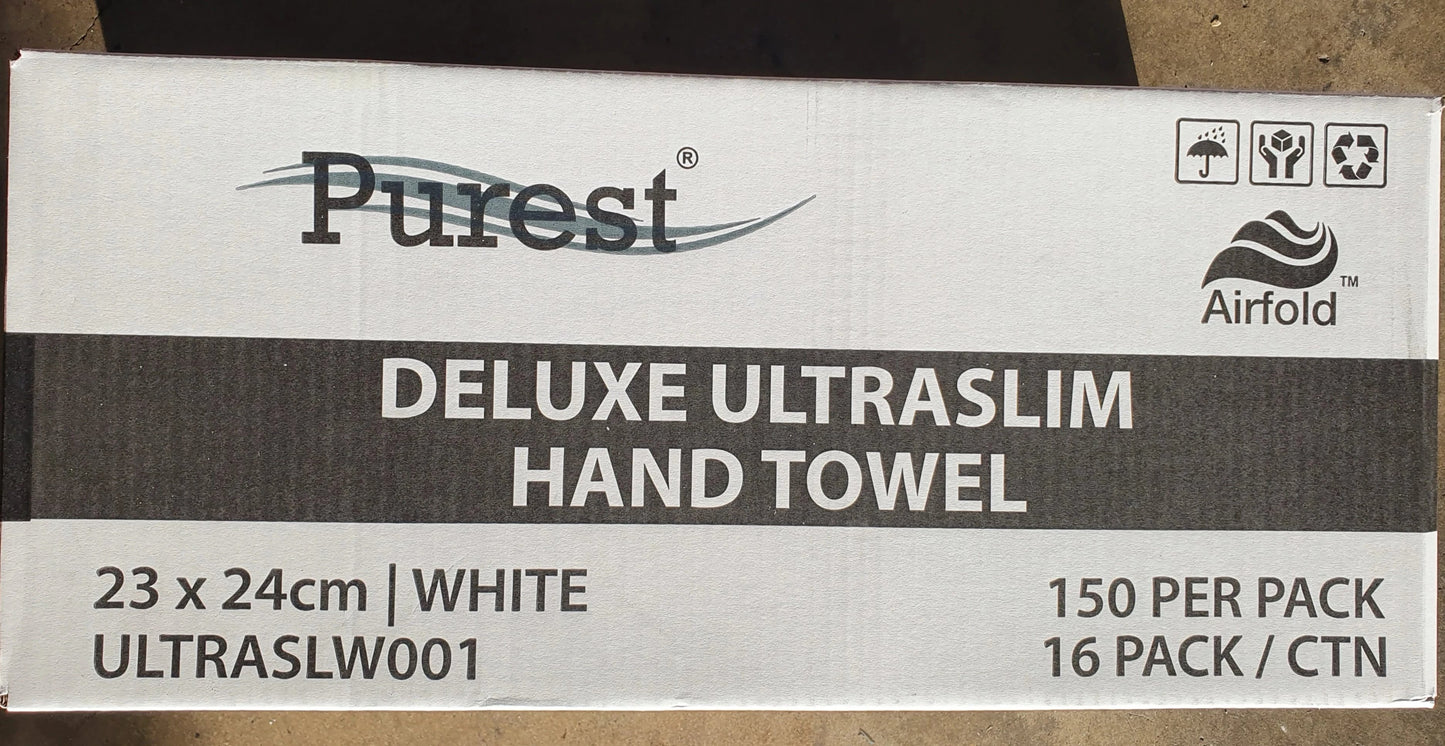 Purest®
Airfold™
DELUXE ULTRASLIM
HAND TOWEL
23 x 24cm | WHITE
ULTRASLW001
150 PER PACK
16 PACK / CTN